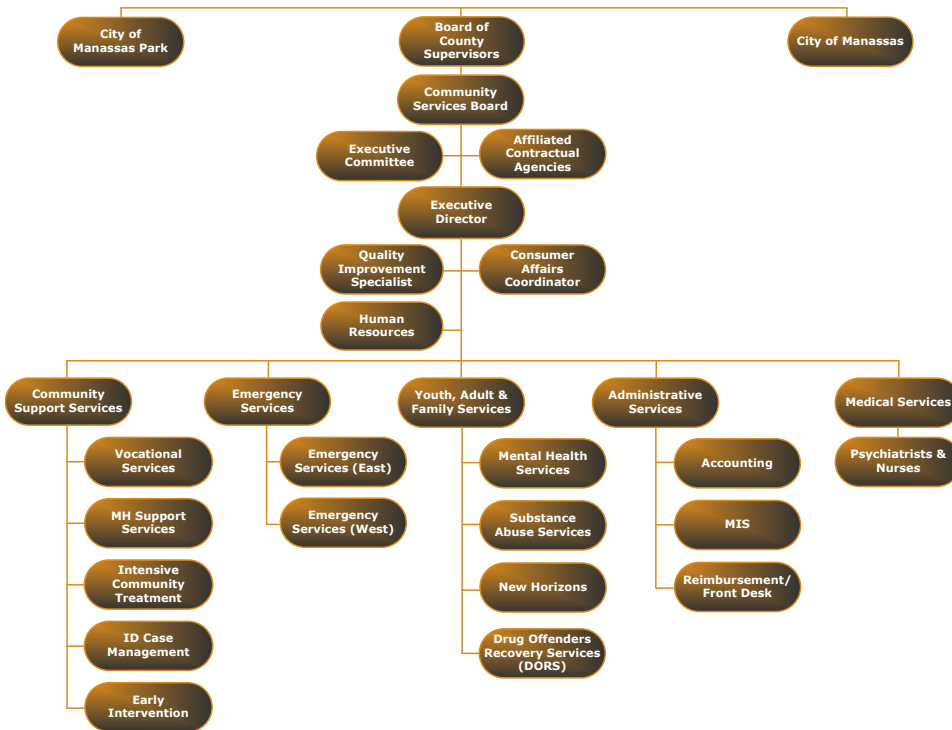 City of
Manassas Park
Board of
County
Supervisors
City of Manassas
Community
Services Board
Executive
Committee
Affiliated
Contractual
Agencies
Executive
Director
Quality
Improvement
Specialist
Consumer
Affairs
Coordinator
Human
Resources
Community
Support Services
Emergency
Services
Youth, Adult &
Family Services
Administrative
Services
Medical Services
Vocational
Services
MH Support
Services
Intensive
Community
Treatment
ID Case
Management
Early
Intervention
Emergency
Services (East)
Emergency
Services (West)
Mental Health
Services
Substance
Abuse Services
New Horizons
Drug Offenders
Recovery Services
(DORS)
Accounting
MIS
Reimbursement/
Front Desk
Psychiatrists &
Nurses